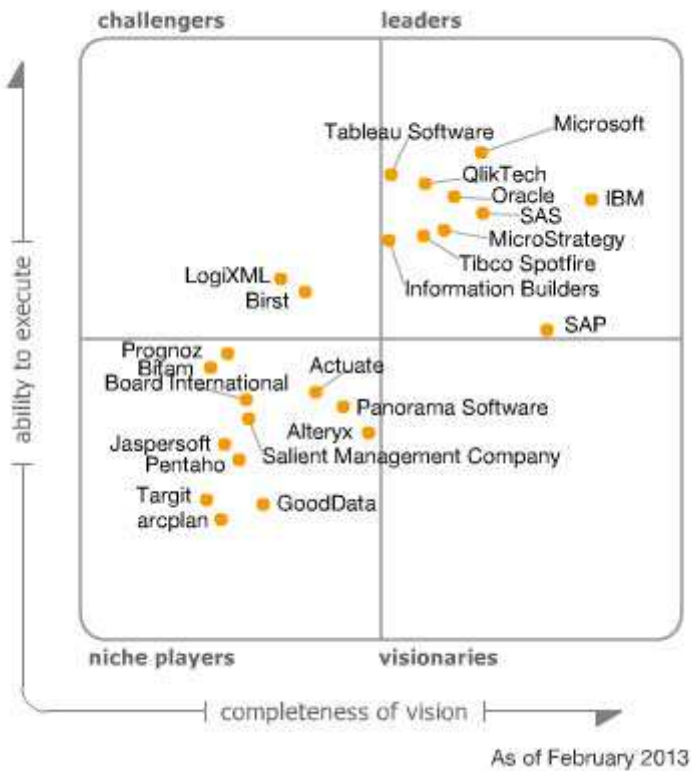 challengers
leaders
Tableau Software
Microsoft
QlikTech
Oracle
IBM
SAS
MicroStrategy
Tibco Spotfire
Information Builders
LogiXML
Birst
SAP
Prognoz
Bitam
Actuate
Board International
Panorama Software
Alteryx
Jaspersoft
Salient Management Company
Pentaho
Targit
GoodData
arcplan
ability to execute
niche players
visionaries
completeness of vision
As of February 2013